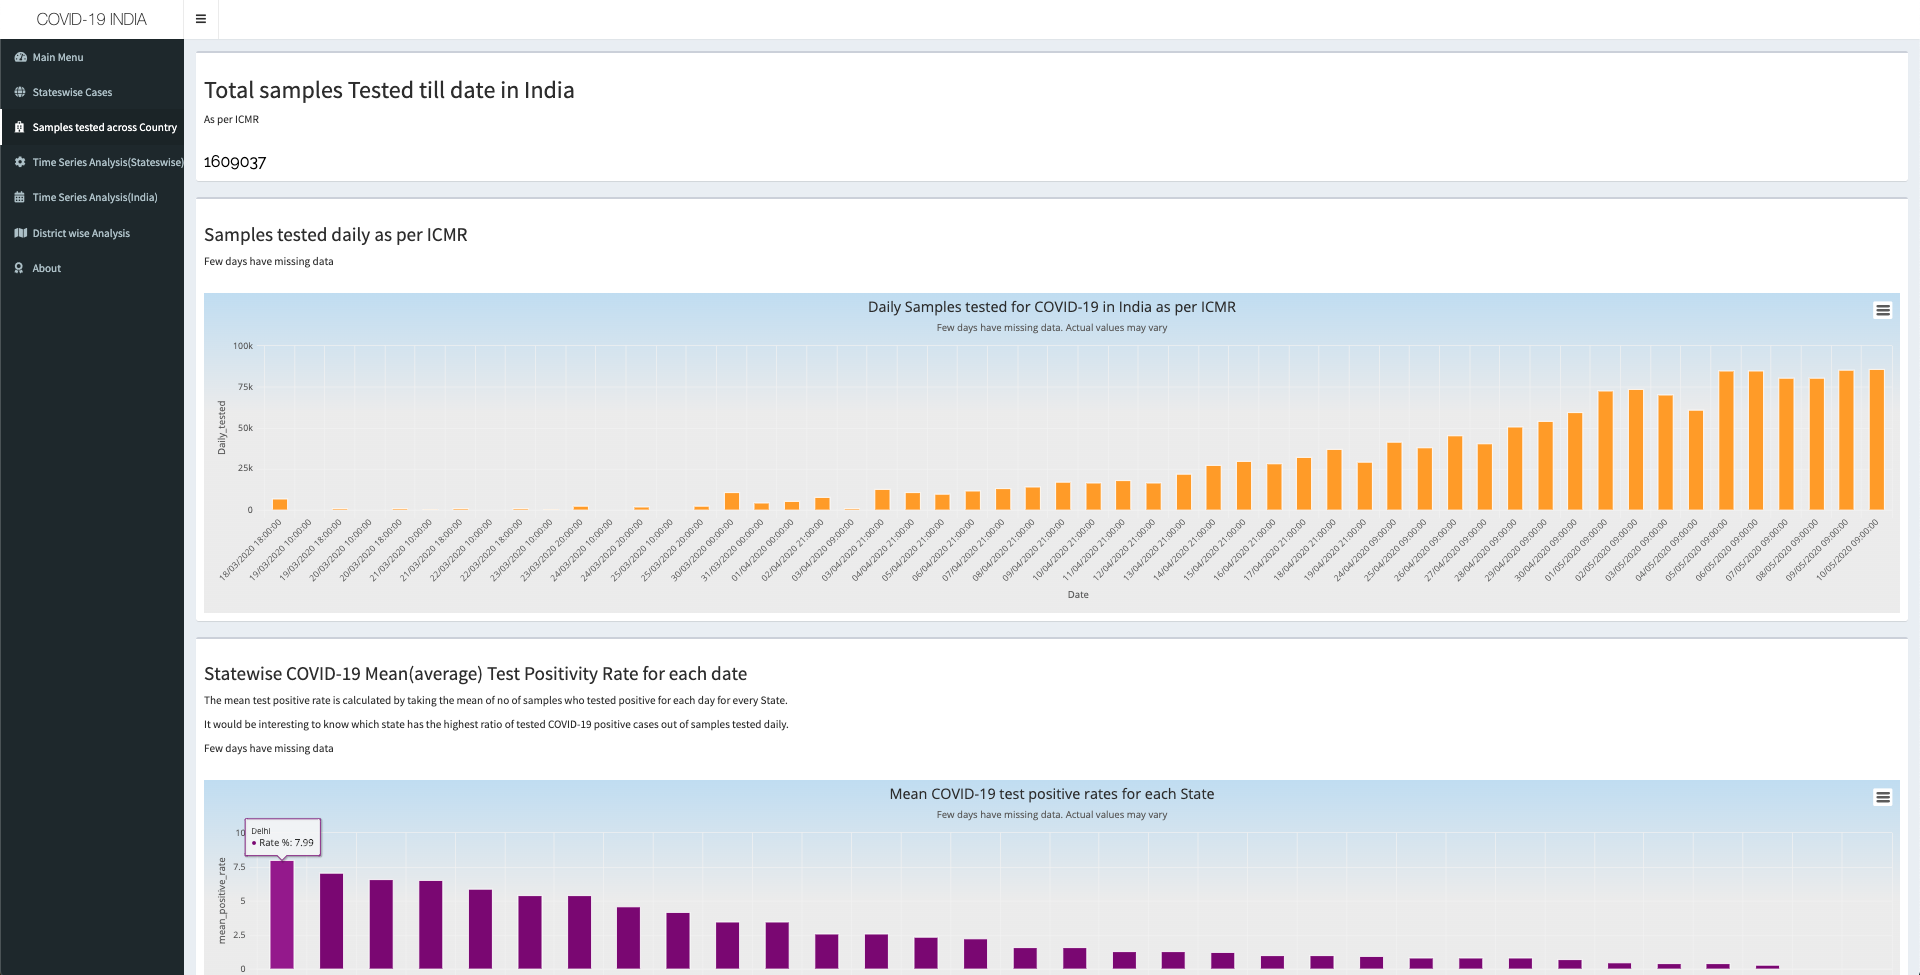 COVID-19 INDIA
Main Menu
Stateswise Cases
Samples tested across Country
Time Series Analysis(Stateswise)
Time Series Analysis(India)
District wise Analysis
About
Total samples Tested till date in India
As per ICMR
1609037
Samples tested daily as per ICMR
Few days have missing data
Daily Samples tested for COVID-19 in India as per ICMR
Few days have missing data. Actual values may vary
Daily_tested
100k
75k
50k
25k
0
18/03/2020 18:00:00
19/03/2020 10:00:00
19/03/2020 18:00:00
20/03/2020 10:00:00
20/03/2020 18:00:00
21/03/2020 10:00:00
21/03/2020 18:00:00
22/03/2020 10:00:00
22/03/2020 18:00:00
23/03/2020 10:00:00
23/03/2020 20:00:00
24/03/2020 10:00:00
24/03/2020 20:00:00
25/03/2020 10:00:00
25/03/2020 20:00:00
30/03/2020 00:00:00
31/03/2020 00:00:00
01/04/2020 00:00:00
02/04/2020 21:00:00
03/04/2020 09:00:00
03/04/2020 21:00:00
04/04/2020 21:00:00
05/04/2020 21:00:00
06/04/2020 21:00:00
07/04/2020 21:00:00
08/04/2020 21:00:00
09/04/2020 21:00:00
10/04/2020 21:00:00
11/04/2020 21:00:00
12/04/2020 21:00:00
13/04/2020 21:00:00
14/04/2020 21:00:00
15/04/2020 21:00:00
16/04/2020 21:00:00
17/04/2020 21:00:00
18/04/2020 21:00:00
19/04/2020 21:00:00
24/04/2020 09:00:00
25/04/2020 09:00:00
26/04/2020 09:00:00
27/04/2020 09:00:00
28/04/2020 09:00:00
29/04/2020 09:00:00
30/04/2020 09:00:00
01/05/2020 09:00:00
02/05/2020 09:00:00
03/05/2020 09:00:00
04/05/2020 09:00:00
05/05/2020 09:00:00
06/05/2020 09:00:00
07/05/2020 09:00:00
08/05/2020 09:00:00
09/05/2020 09:00:00
10/05/2020 09:00:00
Date
Statewise COVID-19 Mean(average) Test Positivity Rate for each date
The mean test positive rate is calculated by taking the mean of no of samples who tested positive for each day for every State.
It would be interesting to know which state has the highest ratio of tested COVID-19 positive cases out of samples tested daily.
Few days have missing data
Mean COVID-19 test positive rates for each State
Few days have missing data. Actual values may vary
mean_positive_rate
10
7.5
5
2.5
0
Delhi
● Rate %: 7.99